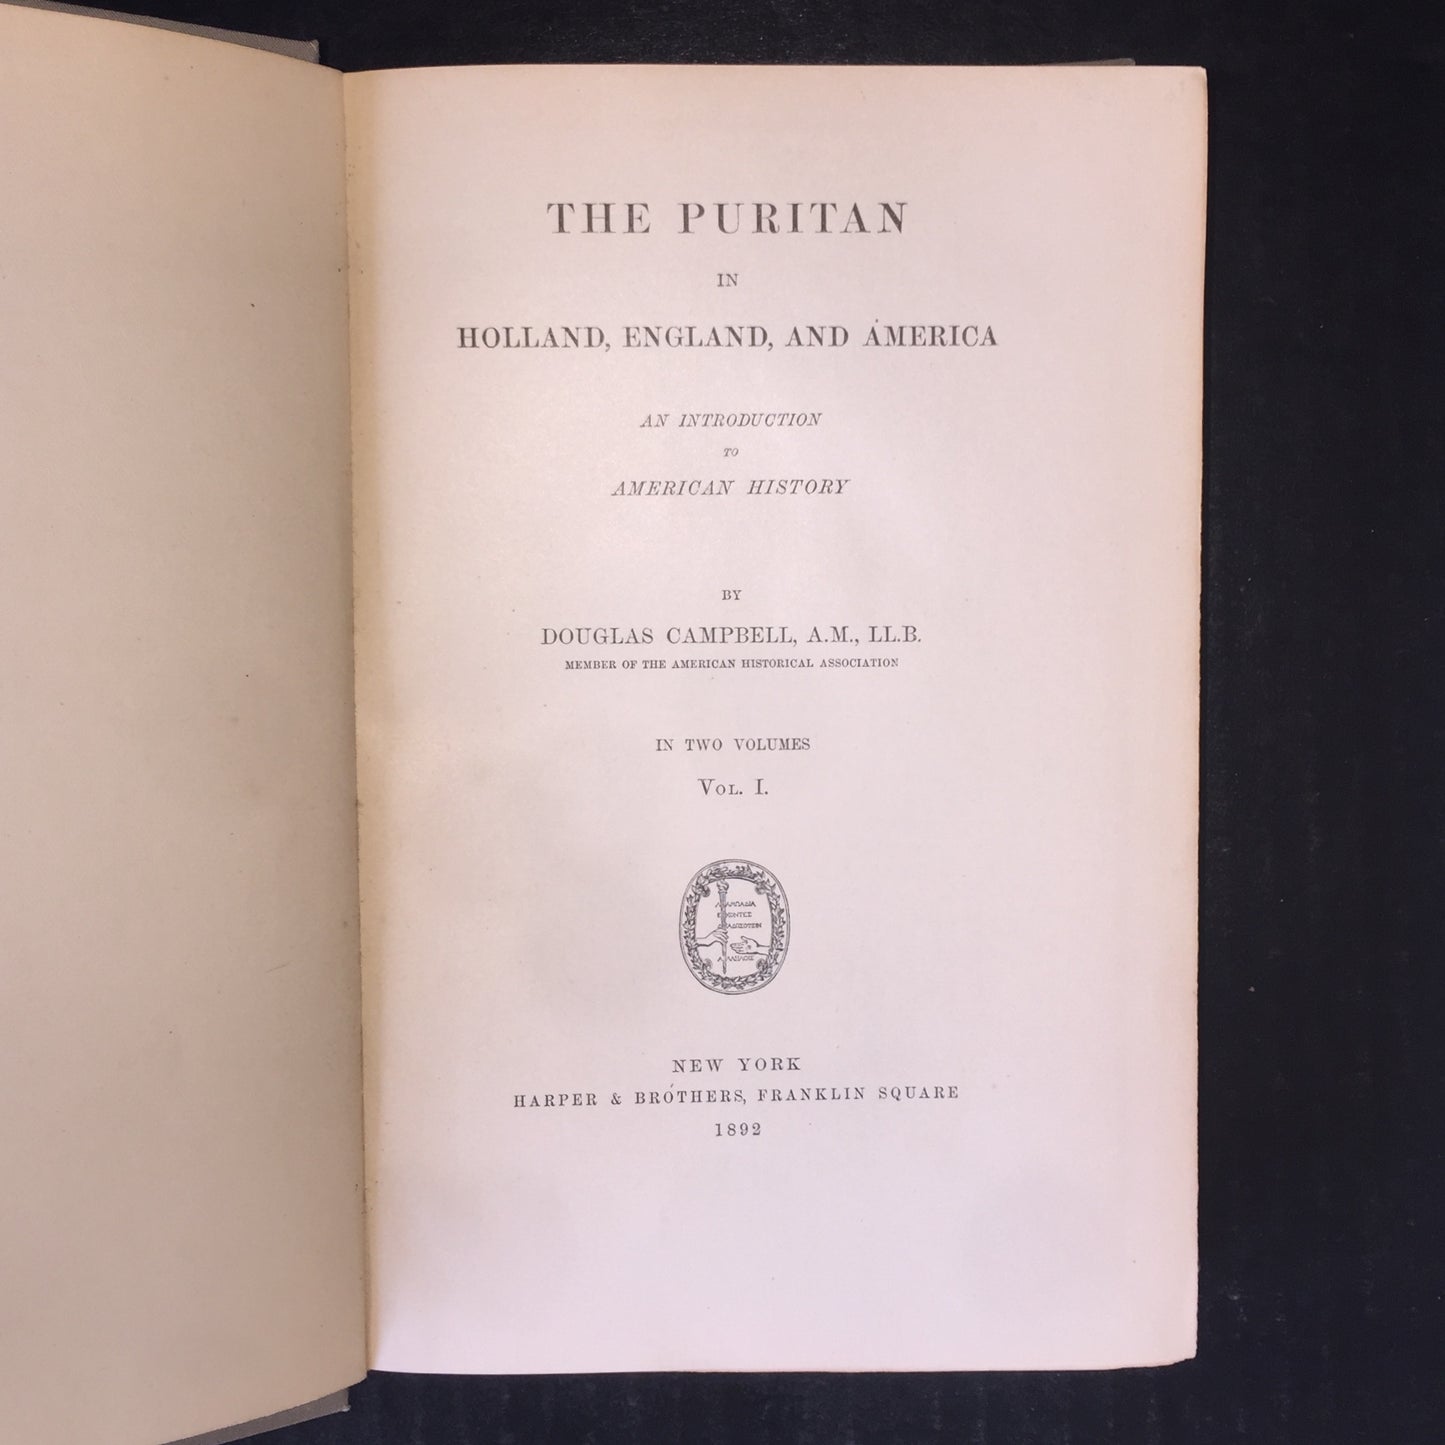 THE PURITAN
IN
HOLLAND, ENGLAND, AND AMERICA
AN INTRODUCTION
TO
AMERICAN HISTORY
BY
DOUGLAS CAMPBELL, A.M., LL.B.
MEMBER OF THE AMERICAN HISTORICAL ASSOCIATION
IN TWO VOLUMES
VOL. I.
NEW YORK
HARPER & BROTHERS, FRANKLIN SQUARE
1892